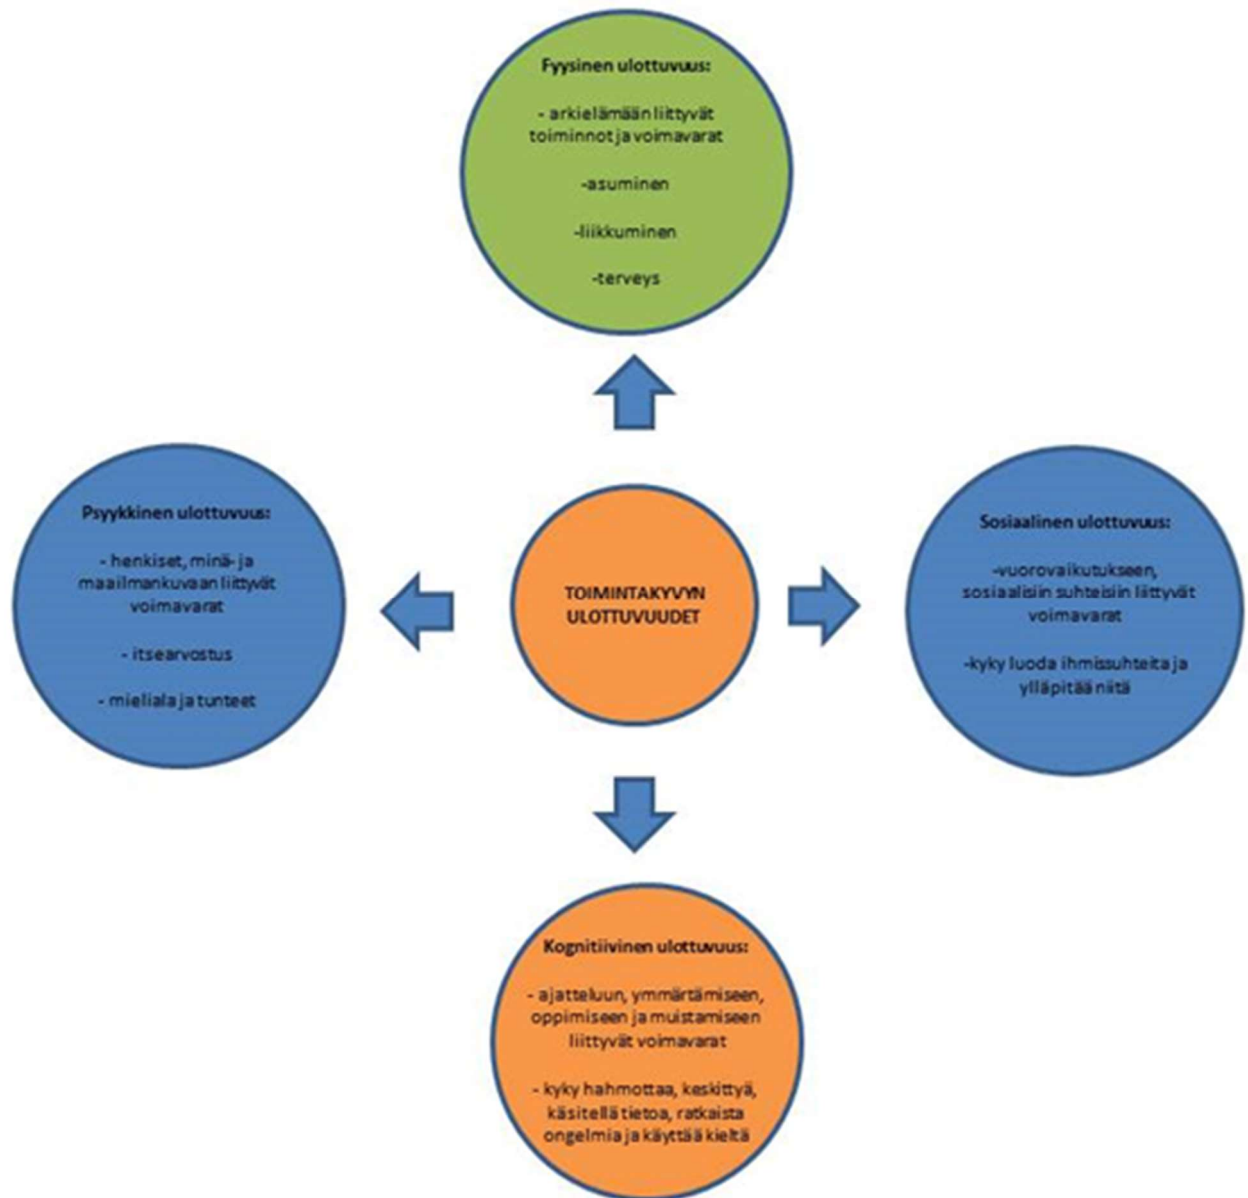 Fyysinen ulottuvuus:
- arkielämään liittyvät
toiminnot ja voimavarat
-asuminen
-liikkuminen
-terveys
Psyykkinen ulottuvuus:
- henkiset, minä- ja
maailmankuvaan liittyvät
voimavarat
- itsearvostus
- mieliala ja tunteet
TOIMINTAKYVYN
ULOTTUVUUDET
Sosiaalinen ulottuvuus:
-vuorovaikutukseen,
sosiaalisiin suhteisiin liittyvät
voimavarat
-kyky luoda ihmissuhteita ja
ylläpitää niitä
Kognitiivinen ulottuvuus:
- ajatteluun, ymmärtämiseen,
oppimiseen ja muistamiseen
liittyvät voimavarat
- kyky hahmottaa, keskittyä,
käsitellä tietoa, ratkaista
ongelmia ja käyttää kieltä